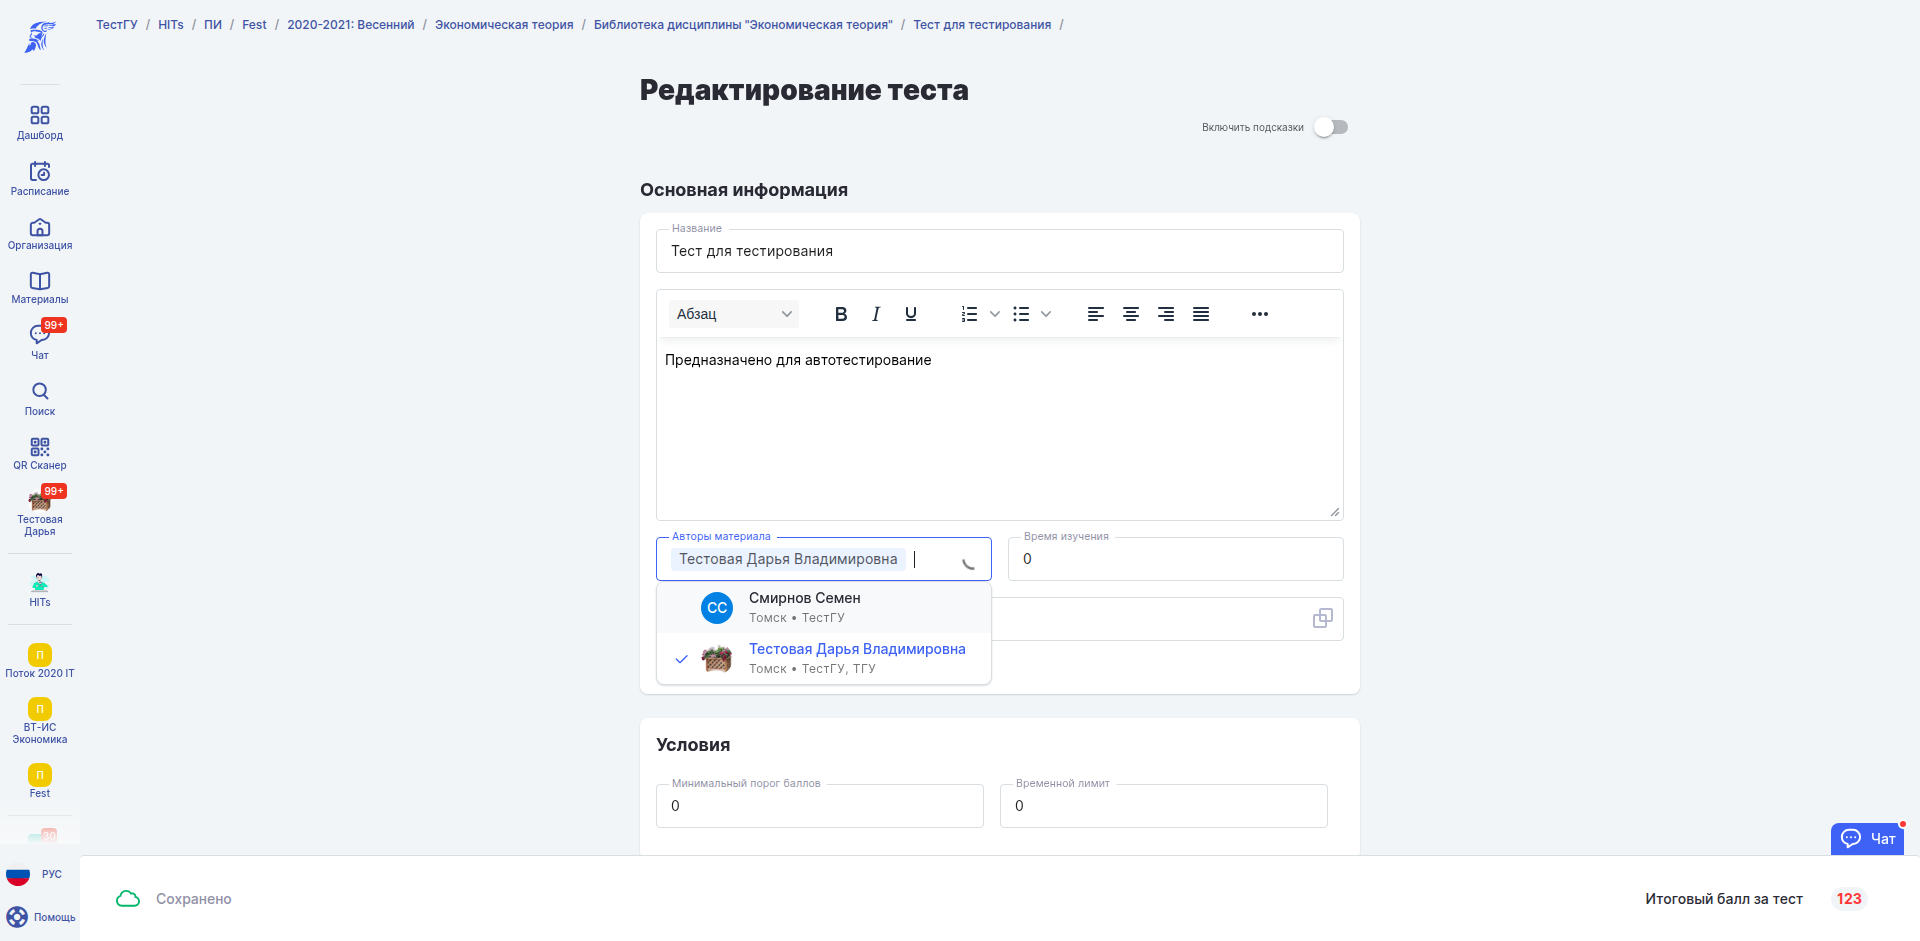 ТестГУ / HITs / ПИ / Fest / 2020-2021: Весенний / Экономическая теория / Библиотека дисциплины "Экономическая теория" / Тест для тестирования /
Дашборд
Расписание
Организация
Материалы
99+
Чат
Поиск
QR Сканер
99+
Тестовая
Дарья
HITs
П
Поток 2020 IT
П
ВТ-ИС
Экономика
П
Fest
30
РУС
Помощь
Редактирование теста
Включить подсказки
Основная информация
Название
Тест для тестирования
Абзац
B I U
Предназначено для автотестирование
Авторы материала
Тестовая Дарья Владимировна
Время изучения
0
СС
Смирнов Семен
Томск • ТестГУ
Тестовая Дарья Владимировна
Томск • ТестГУ, ТГУ
Условия
Минимальный порог баллов
0
Временной лимит
0
Чат
Сохранено
Итоговый балл за тест 123